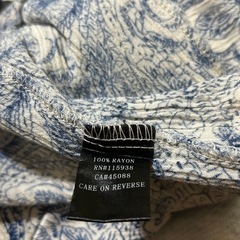 100% RAYON
RN#115938
CA#45088
CARE ON REVERSE